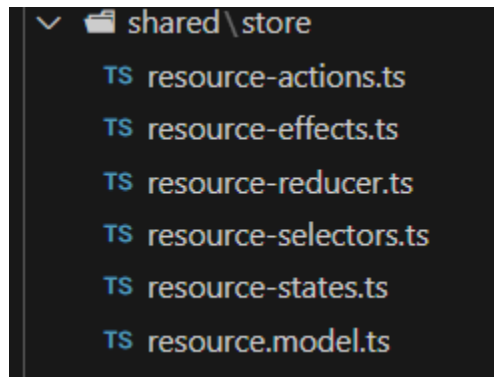 shared\store
TS resource-actions.ts
TS resource-effects.ts
TS resource-reducer.ts
TS resource-selectors.ts
TS resource-states.ts
TS resource.model.ts